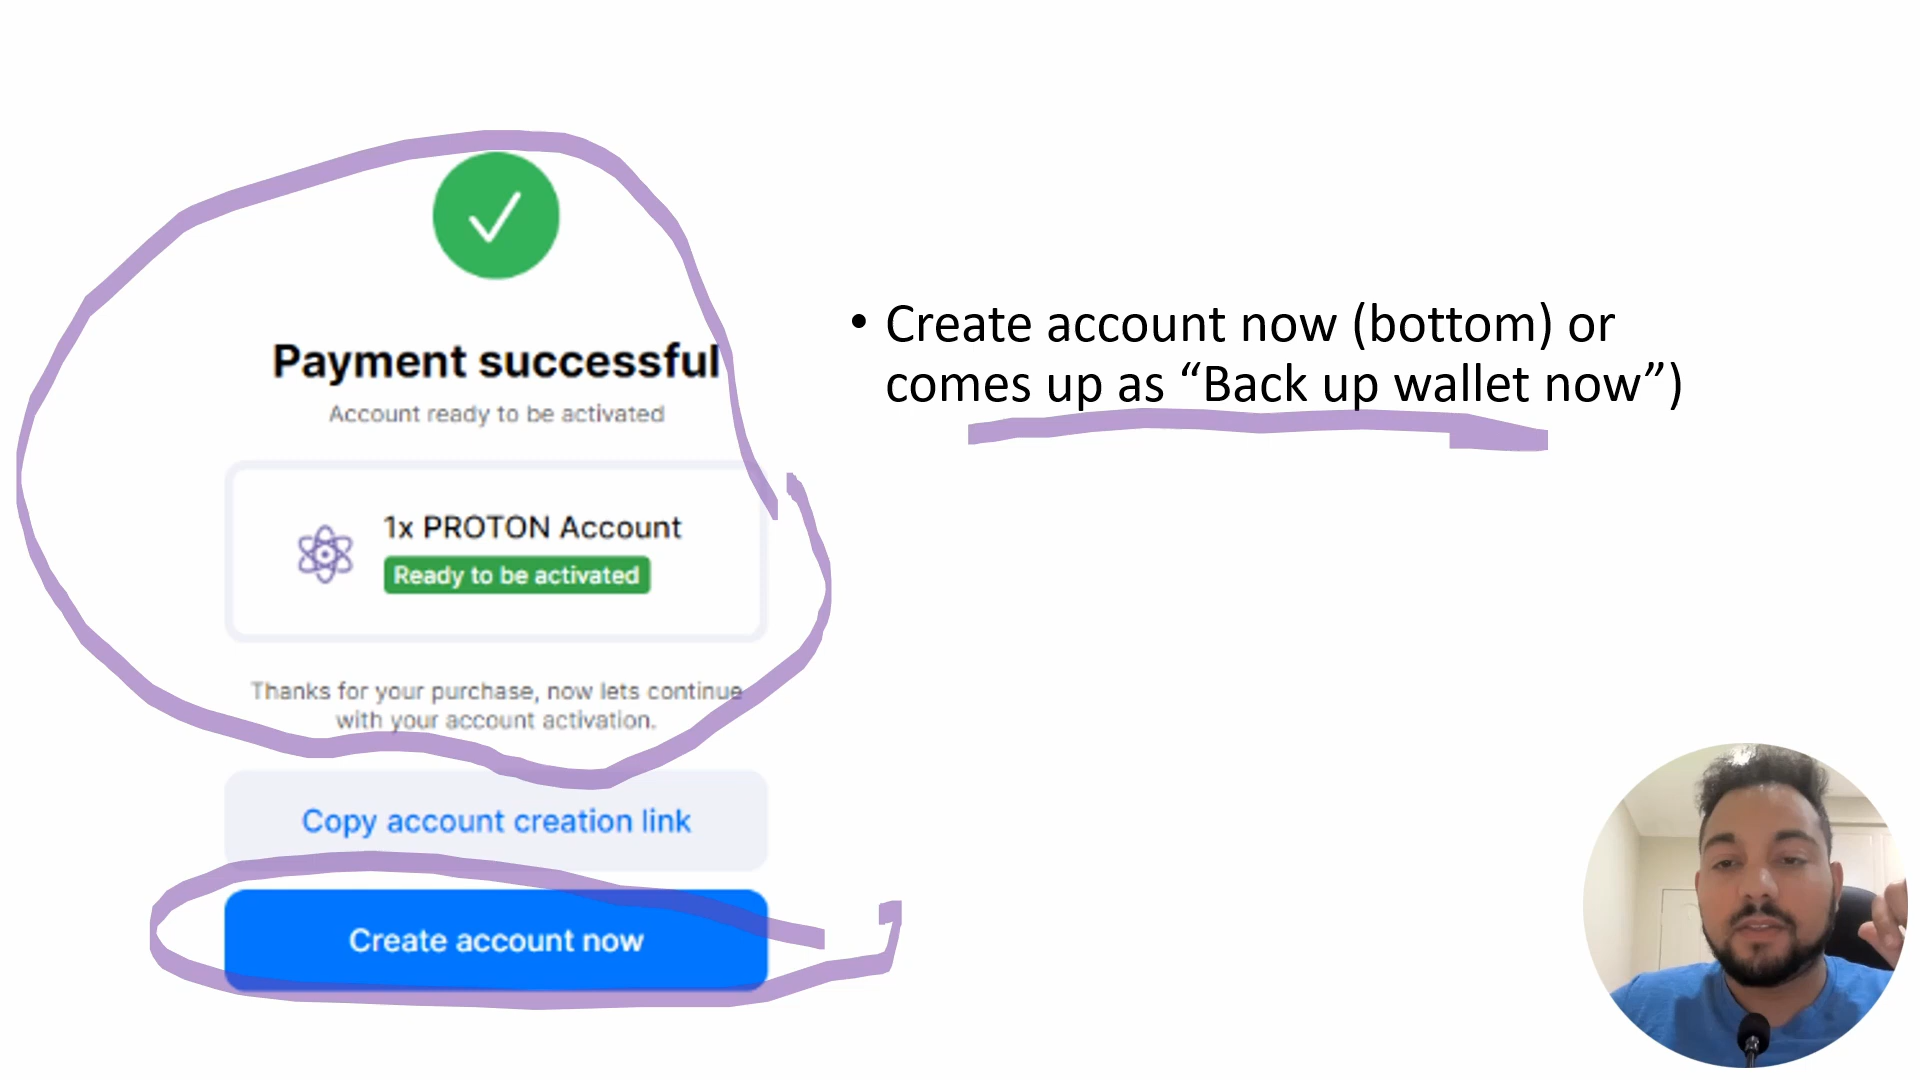 Payment successful
Account ready to be activated
1x PROTON Account
Ready to be activated
Thanks for your purchase, now lets continue
with your account activation.
Copy account creation link
Create account now
• Create account now (bottom) or
comes up as “Back up wallet now”)